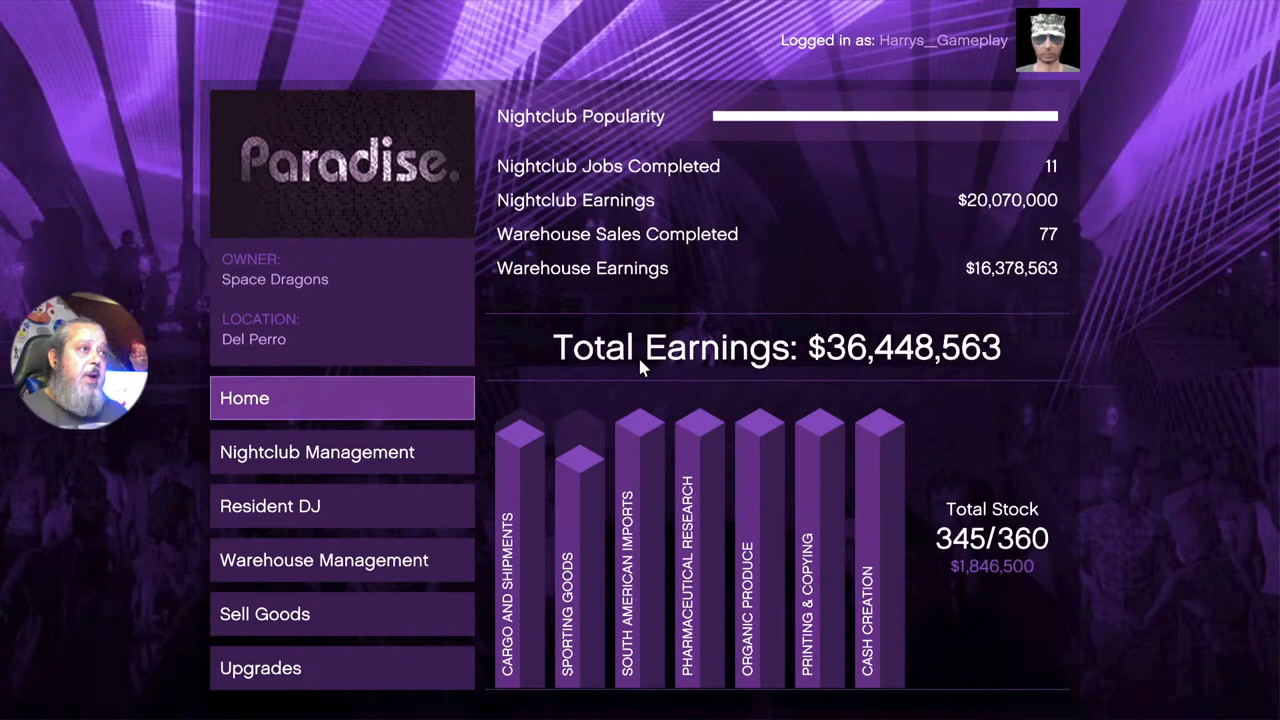 Logged in as: Harrys__Gameplay
Paradise.
OWNER:
Space Dragons
LOCATION:
Del Perro
Home
Nightclub Management
Resident DJ
Warehouse Management
Sell Goods
Upgrades
Nightclub Popularity
Nightclub Jobs Completed 11
Nightclub Earnings $20,070,000
Warehouse Sales Completed 77
Warehouse Earnings $16,378,563
Total Earnings: $36,448,563
CARGO AND SHIPMENTS
SPORTING GOODS
SOUTH AMERICAN IMPORTS
PHARMACEUTICAL RESEARCH
ORGANIC PRODUCE
PRINTING & COPYING
CASH CREATION
Total Stock
345/360
$1,846,500